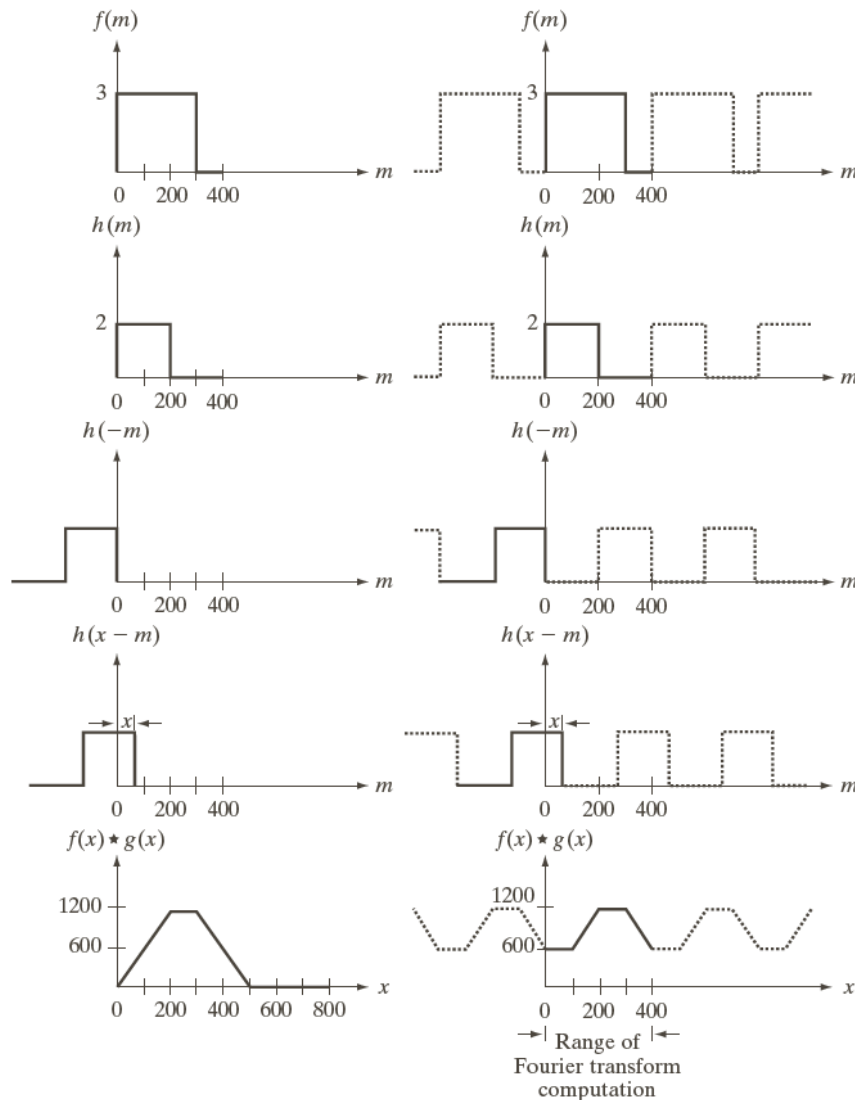 f(m) f(m)
3 3
m m
0 200 400 0 200 400
h(m) h(m)
2 2
m m
0 200 400 0 200 400
h(−m) h(−m)
m m
0 200 400 0 200 400
h(x − m) h(x − m)
x x
m m
0 200 400 0 200 400
f(x) ★ g(x) f(x) ★ g(x)
1200 1200
600 600
x x
0 200 400 600 800 0 200 400
Range of
Fourier transform
computation